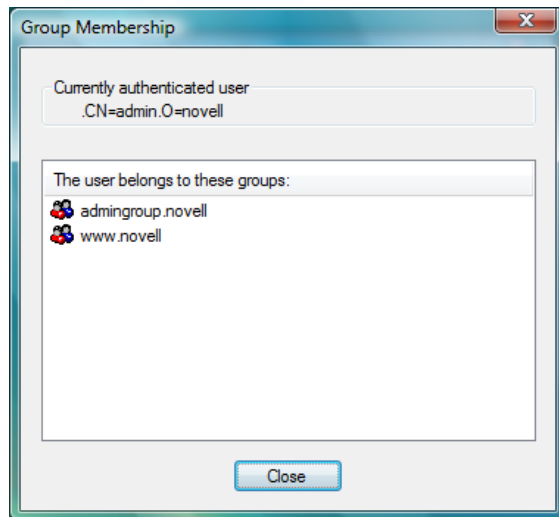 Group Membership
Currently authenticated user
.CN=admin.O=novell
The user belongs to these groups:
admingroup.novell
www.novell
Close